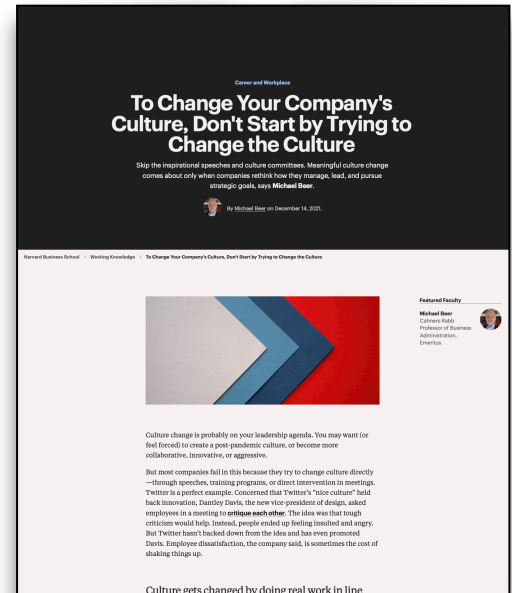 Career and Workplace
To Change Your Company's
Culture, Don't Start by Trying to
Change the Culture
Skip the inspirational speeches and culture committees. Meaningful culture change
comes about only when companies rethink how they manage, lead, and pursue
strategic goals, says Michael Beer.
By Michael Beer on December 14, 2021.
Harvard Business School › Working Knowledge › To Change Your Company's Culture, Don't Start by Trying to Change the Culture
Featured Faculty
Michael Beer
Cahners-Rabb
Professor of Business
Administration,
Emeritus
Culture change is probably on your leadership agenda. You may want (or
feel forced) to create a post-pandemic culture, or become more
collaborative, innovative, or aggressive.
But most companies fail in this because they try to change culture directly
—through speeches, training programs, or direct intervention in meetings.
Twitter is a perfect example. Concerned that Twitter's "nice culture" held
back innovation, Dantley Davis, the new vice-president of design, asked
employees in a meeting to critique each other. The idea was that tough
criticism would help. Instead, people ended up feeling insulted and angry.
But Twitter hasn't backed down from the idea and has even promoted
Davis. Employee dissatisfaction, the company said, is sometimes the cost of
shaking things up.
Culture gets changed by doing real work in line